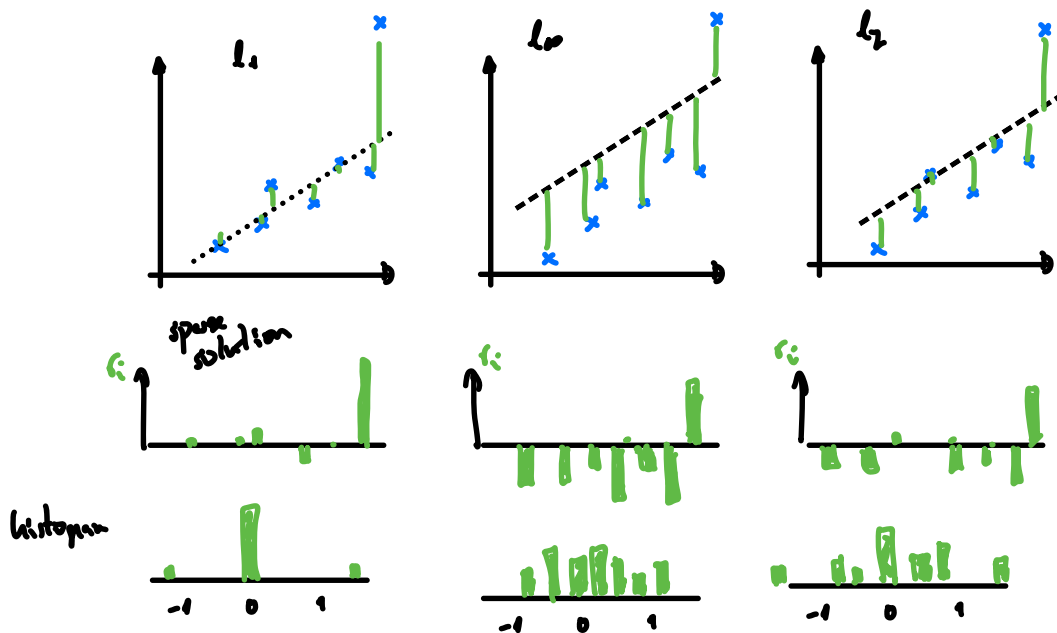 l₁
l∞
l₂
sparse
solution
rᵢ
rᵢ
rᵢ
histogram
-1 0 1
-1 0 1
-1 0 1